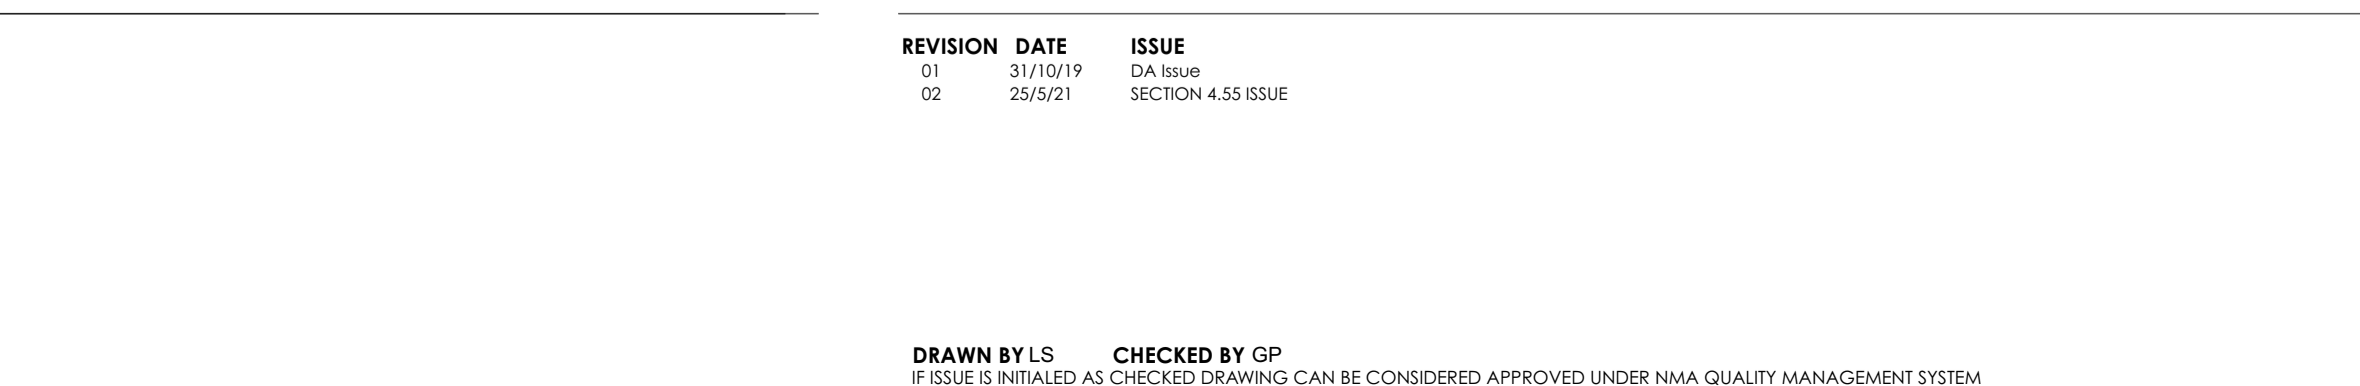 REVISION DATE ISSUE
01 31/10/19 DA Issue
02 25/5/21 SECTION 4.55 ISSUE
DRAWN BY LS CHECKED BY GP
IF ISSUE IS INITIALED AS CHECKED DRAWING CAN BE CONSIDERED APPROVED UNDER NMA QUALITY MANAGEMENT SYSTEM